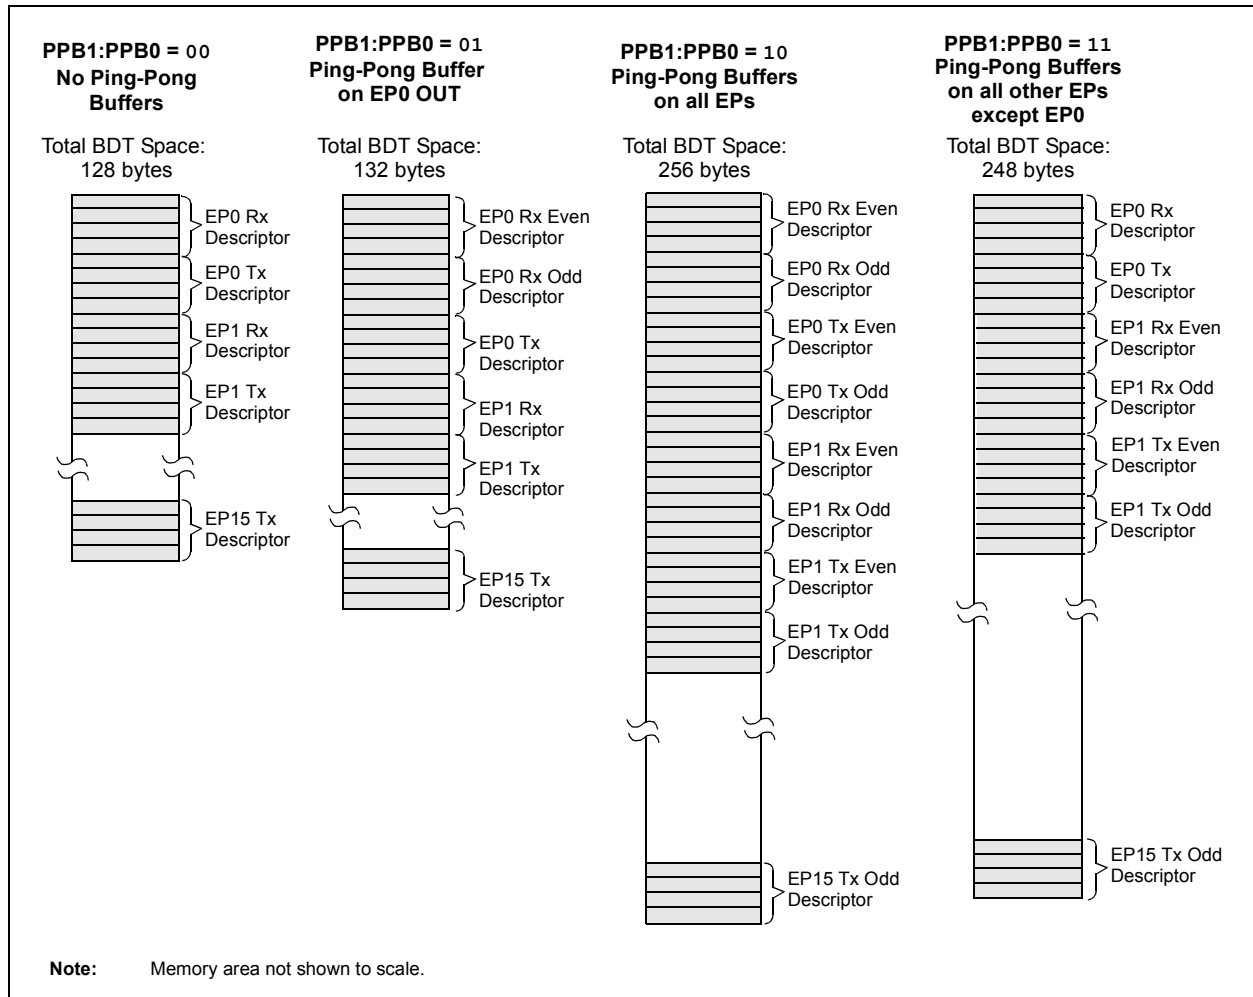 PPB1:PPB0 = 00
No Ping-Pong
Buffers
Total BDT Space:
128 bytes
EP0 Rx
Descriptor
EP0 Tx
Descriptor
EP1 Rx
Descriptor
EP1 Tx
Descriptor
EP15 Tx
Descriptor
PPB1:PPB0 = 01
Ping-Pong Buffer
on EP0 OUT
Total BDT Space:
132 bytes
EP0 Rx Even
Descriptor
EP0 Rx Odd
Descriptor
EP0 Tx
Descriptor
EP1 Rx
Descriptor
EP1 Tx
Descriptor
EP15 Tx
Descriptor
PPB1:PPB0 = 10
Ping-Pong Buffers
on all EPs
Total BDT Space:
256 bytes
EP0 Rx Even
Descriptor
EP0 Rx Odd
Descriptor
EP0 Tx Even
Descriptor
EP0 Tx Odd
Descriptor
EP1 Rx Even
Descriptor
EP1 Rx Odd
Descriptor
EP1 Tx Even
Descriptor
EP1 Tx Odd
Descriptor
EP15 Tx Odd
Descriptor
PPB1:PPB0 = 11
Ping-Pong Buffers
on all other EPs
except EP0
Total BDT Space:
248 bytes
EP0 Rx
Descriptor
EP0 Tx
Descriptor
EP1 Rx Even
Descriptor
EP1 Rx Odd
Descriptor
EP1 Tx Even
Descriptor
EP1 Tx Odd
Descriptor
EP15 Tx Odd
Descriptor
Note: Memory area not shown to scale.